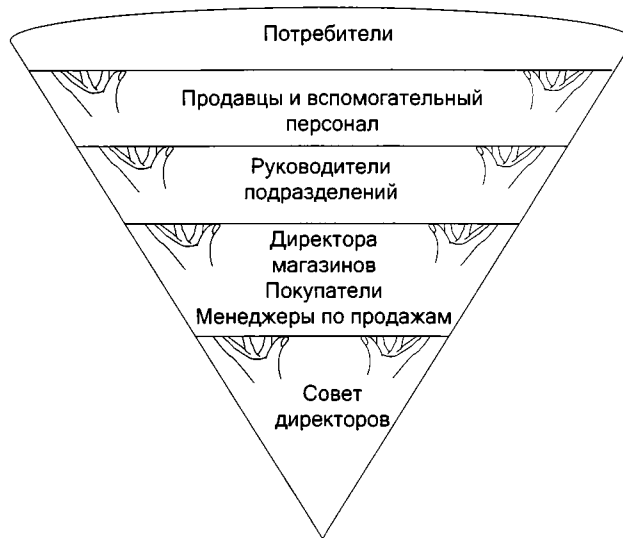 Потребители
Продавцы и вспомогательный
персонал
Руководители
подразделений
Директора
магазинов
Покупатели
Менеджеры по продажам
Совет
директоров